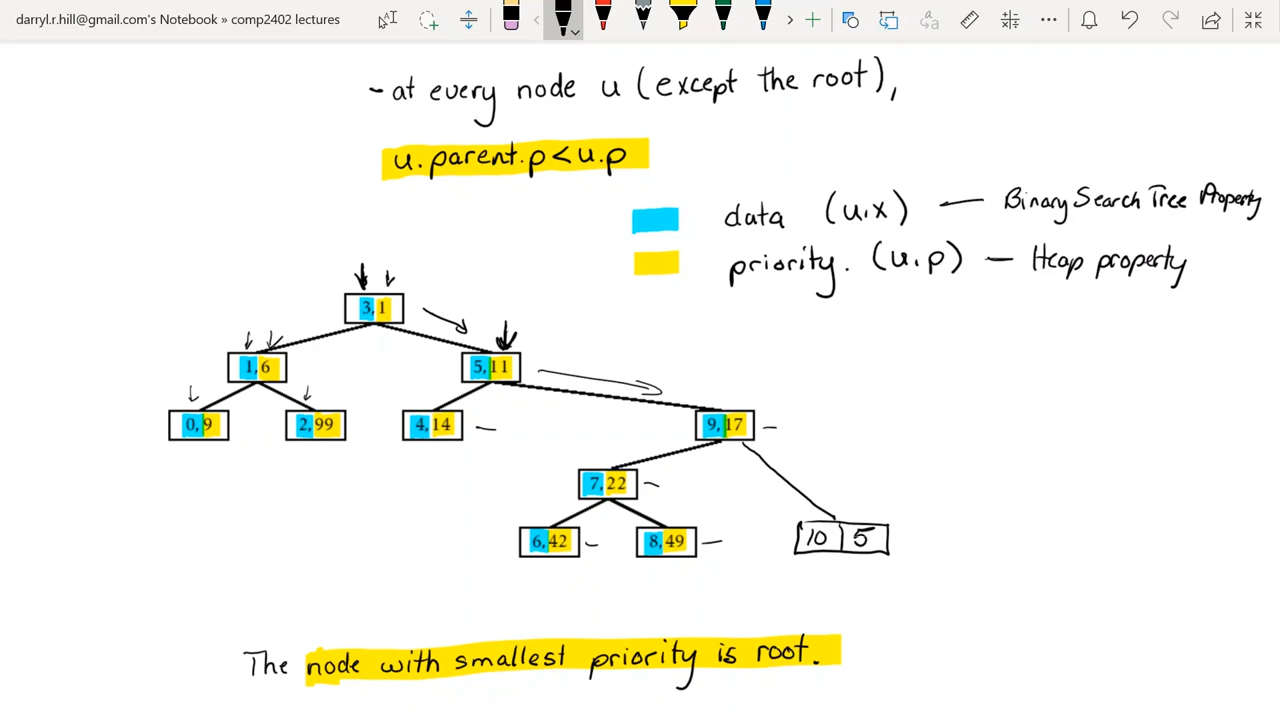 darryl.r.hill@gmail.com's Notebook » comp2402 lectures
- at every node u (except the root),
u.parent.p < u.p
data (u.x) — Binary Search Tree Property
priority. (u.p) — Heap property
3, 1
1, 6
5, 11
0, 9
2, 99
4, 14
9, 17
7, 22
6, 42
8, 49
10 5
The node with smallest priority is root.